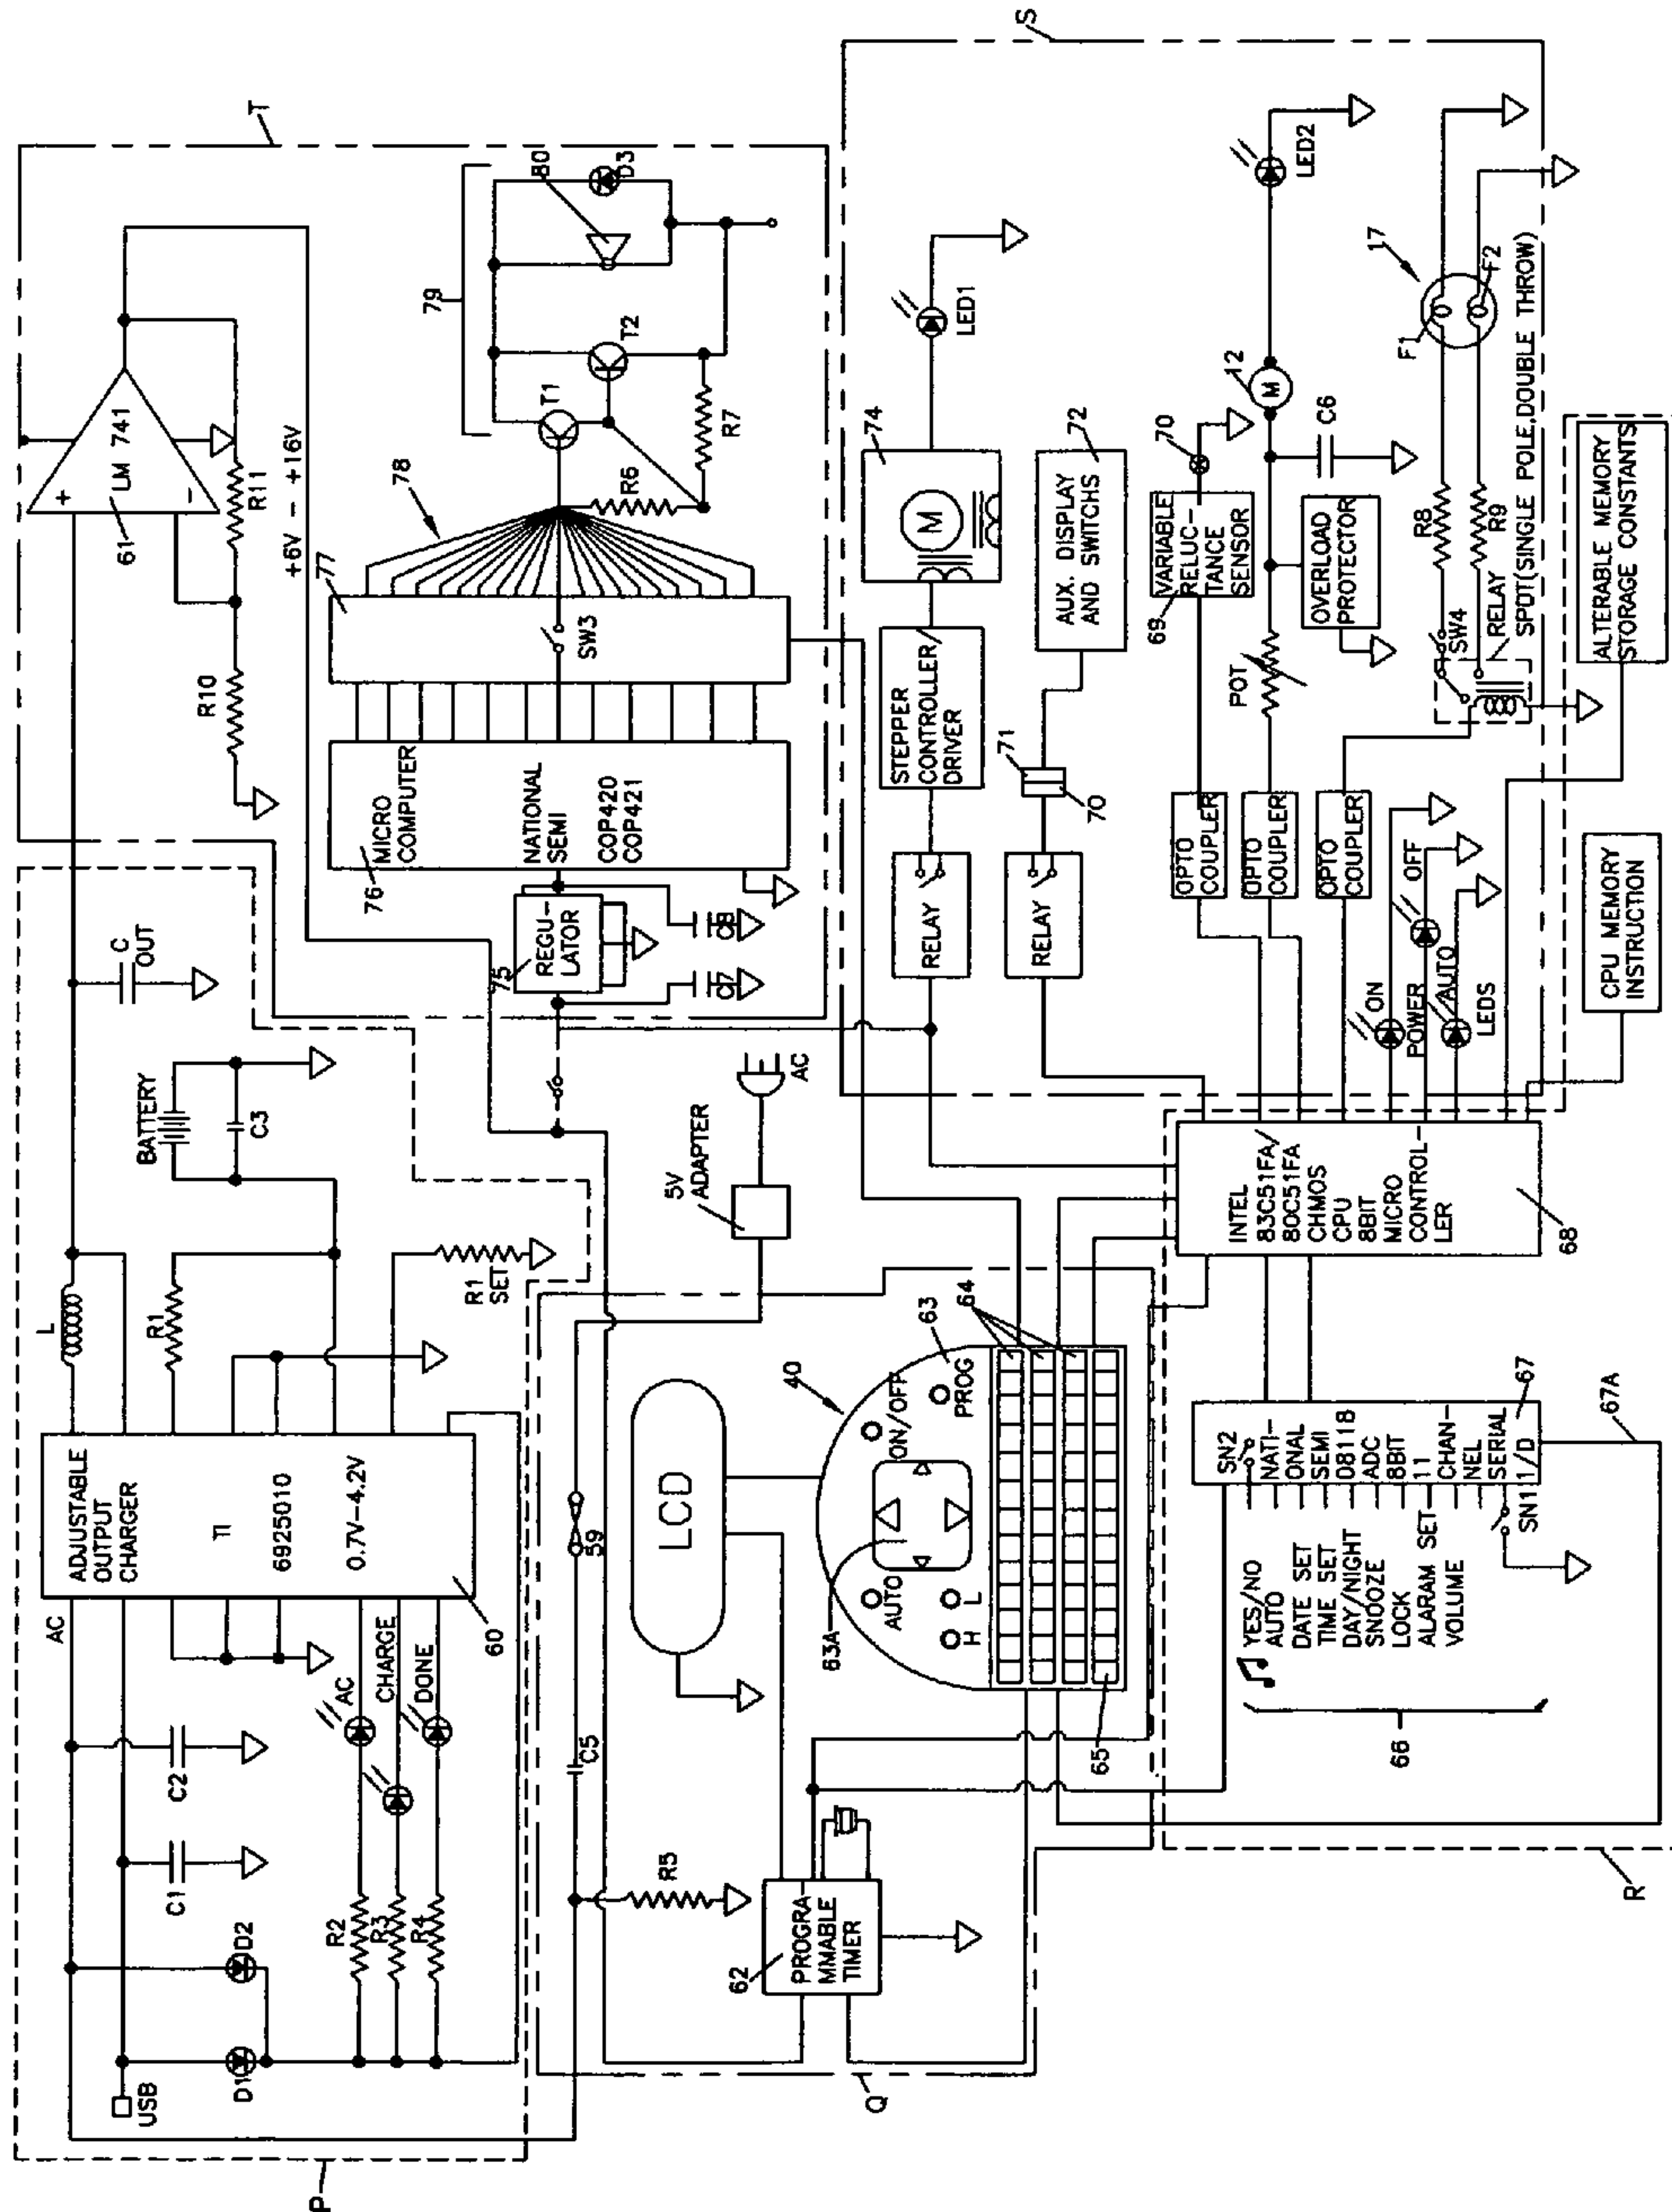 P
USB
D1
D2
C1
C2
R2
R3
R4
AC
AC
CHARGE
DONE
60
ADJUSTABLE
OUTPUT
CHARGER
TI
6925010
0.7V-4.2V
L
R1
R1
SET
BATTERY
C3
C
OUT
T
61
LM 741
+
-
R10
R11
+6V - +16V
75
REGU-
LATOR
C7
C8
76
MICRO
COMPUTER
NATIONAL
SEMI
COP420
COP421
77
SW3
78
R6
R7
T1
T2
79
80
D3
Q
R5
C5
59
5V
ADAPTER
AC
62
PROGRA-
MMABLE
TIMER
LCD
40
63
63A
AUTO
ON/OFF
PROG
H
L
64
65
R
66
YES/NO
AUTO
DATE SET
TIME SET
DAY/NIGHT
SNOOZE
LOCK
ALARAM SET
VOLUME
SN1
SN2
NATI-
ONAL
SEMI
08118
ADC
8BIT
11
CHAN-
NEL
SERIAL
1/D
67
67A
INTEL
83C51FA/
80C51FA
CHMOS
CPU
8BIT
MICRO
CONTROL-
LER
68
S
RELAY
STEPPER
CONTROLLER
DRIVER
74
M
LED1
RELAY
70
71
72
AUX. DISPLAY
AND SWITCHS
OPTO
COUPLER
69
VARIABLE
RELUC-
TANCE
SENSOR
70
OPTO
COUPLER
POT
OVERLOAD
PROTECTOR
C6
12
M
LED2
OPTO
COUPLER
SW4
RELAY
SPOT(SINGLE POLE,DOUBLE THROW)
R8
R9
F1
F2
17
ON
POWER
OFF
AUTO
LEDS
CPU MEMORY
INSTRUCTION
ALTERABLE MEMORY
STORAGE CONSTANTS